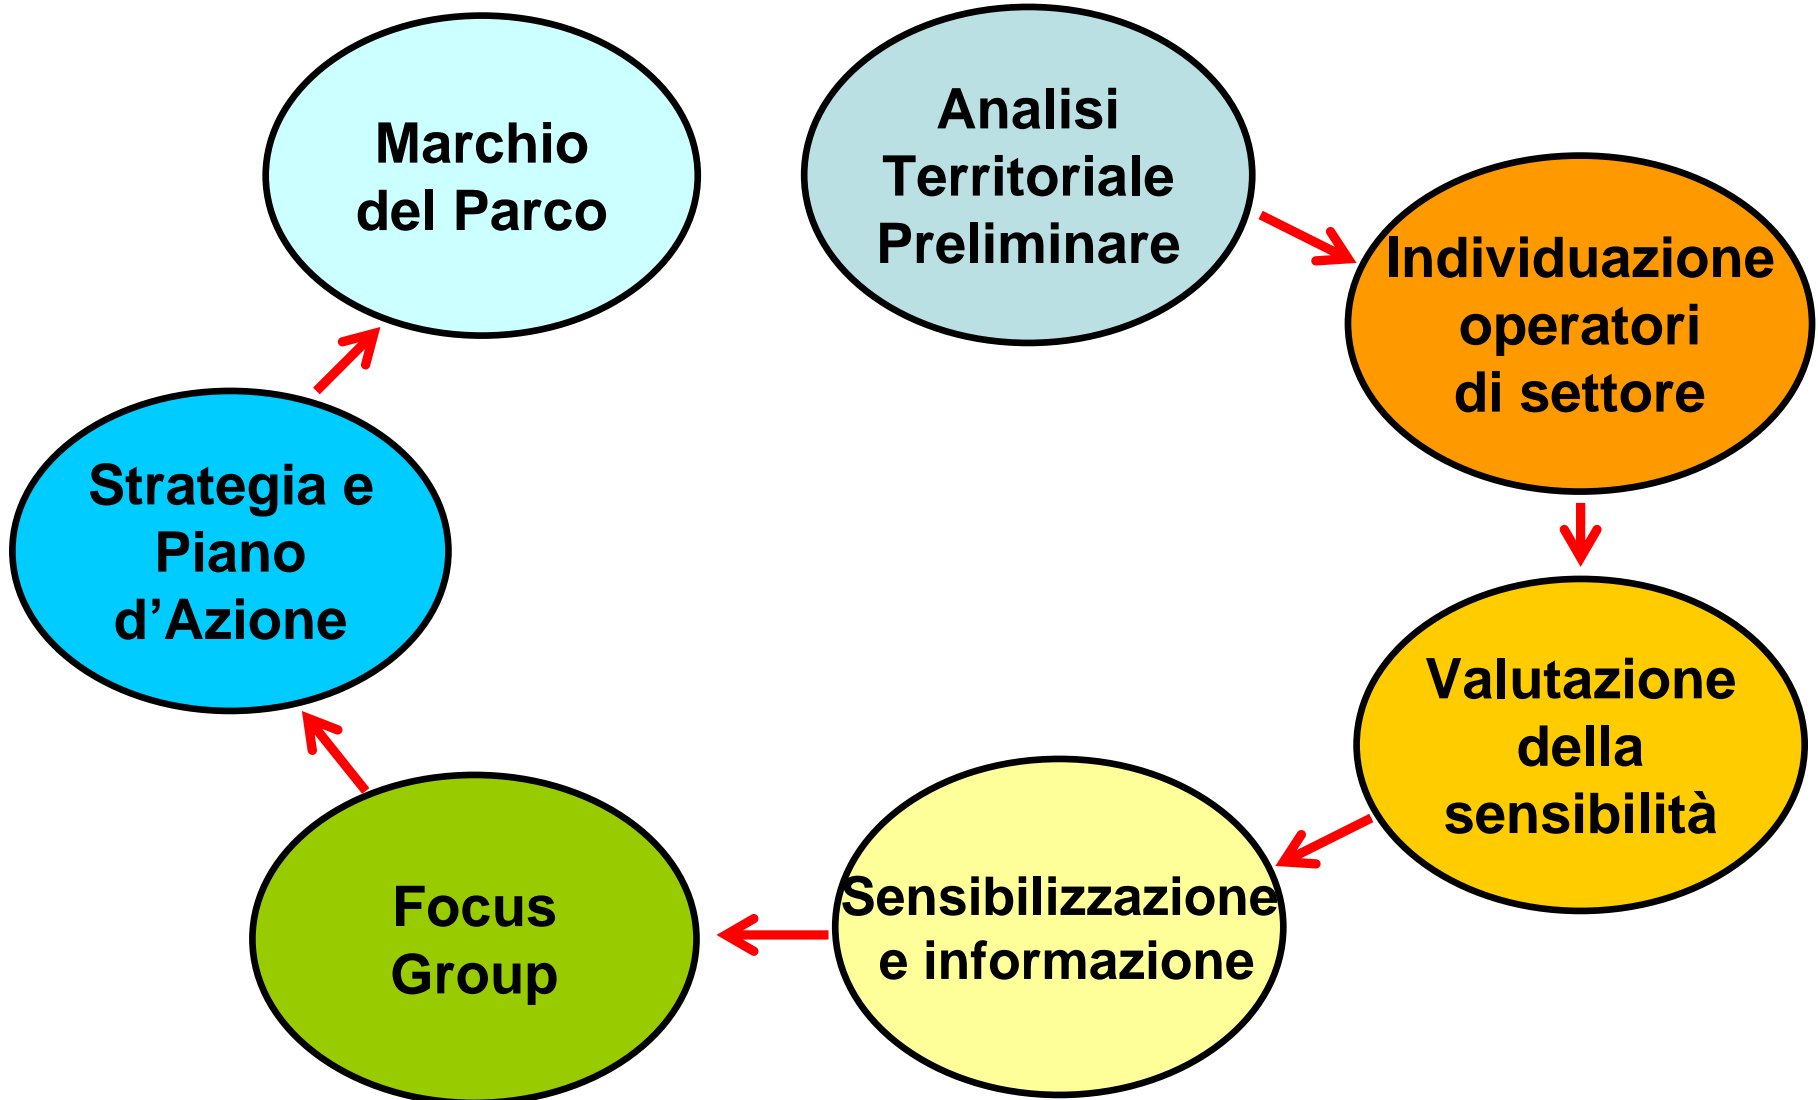 Marchio
del Parco
Analisi
Territoriale
Preliminare
Individuazione
operatori
di settore
Valutazione
della
sensibilità
Sensibilizzazione
e informazione
Focus
Group
Strategia e
Piano
d’Azione